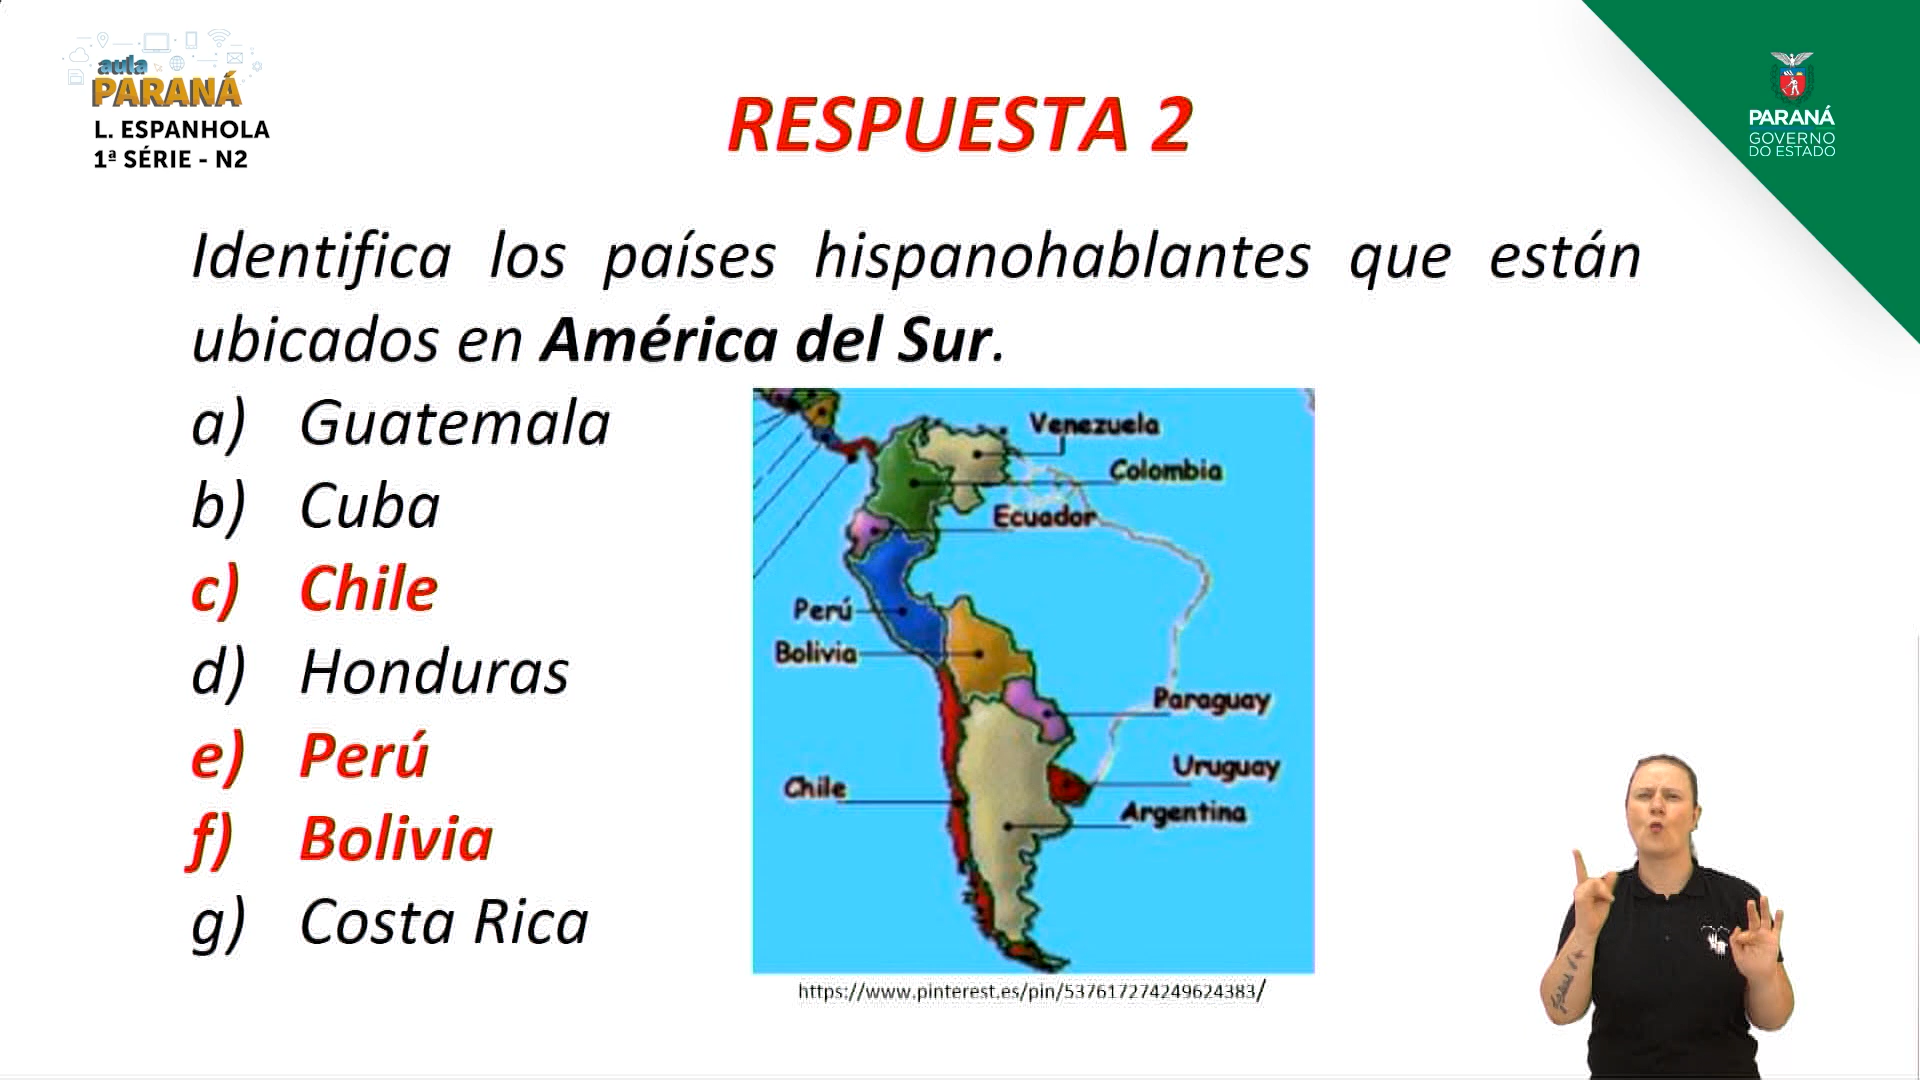 aula
PARANÁ
L. ESPANHOLA
1ª SÉRIE - N2
RESPUESTA 2
PARANÁ
GOVERNO
DO ESTADO
Identifica los países hispanohablantes que están
ubicados en América del Sur.
a) Guatemala
b) Cuba
c) Chile
d) Honduras
e) Perú
f) Bolivia
g) Costa Rica
Venezuela
Colombia
Ecuador
Perú
Bolivia
Paraguay
Uruguay
Chile
Argentina
https://www.pinterest.es/pin/537617274249624383/